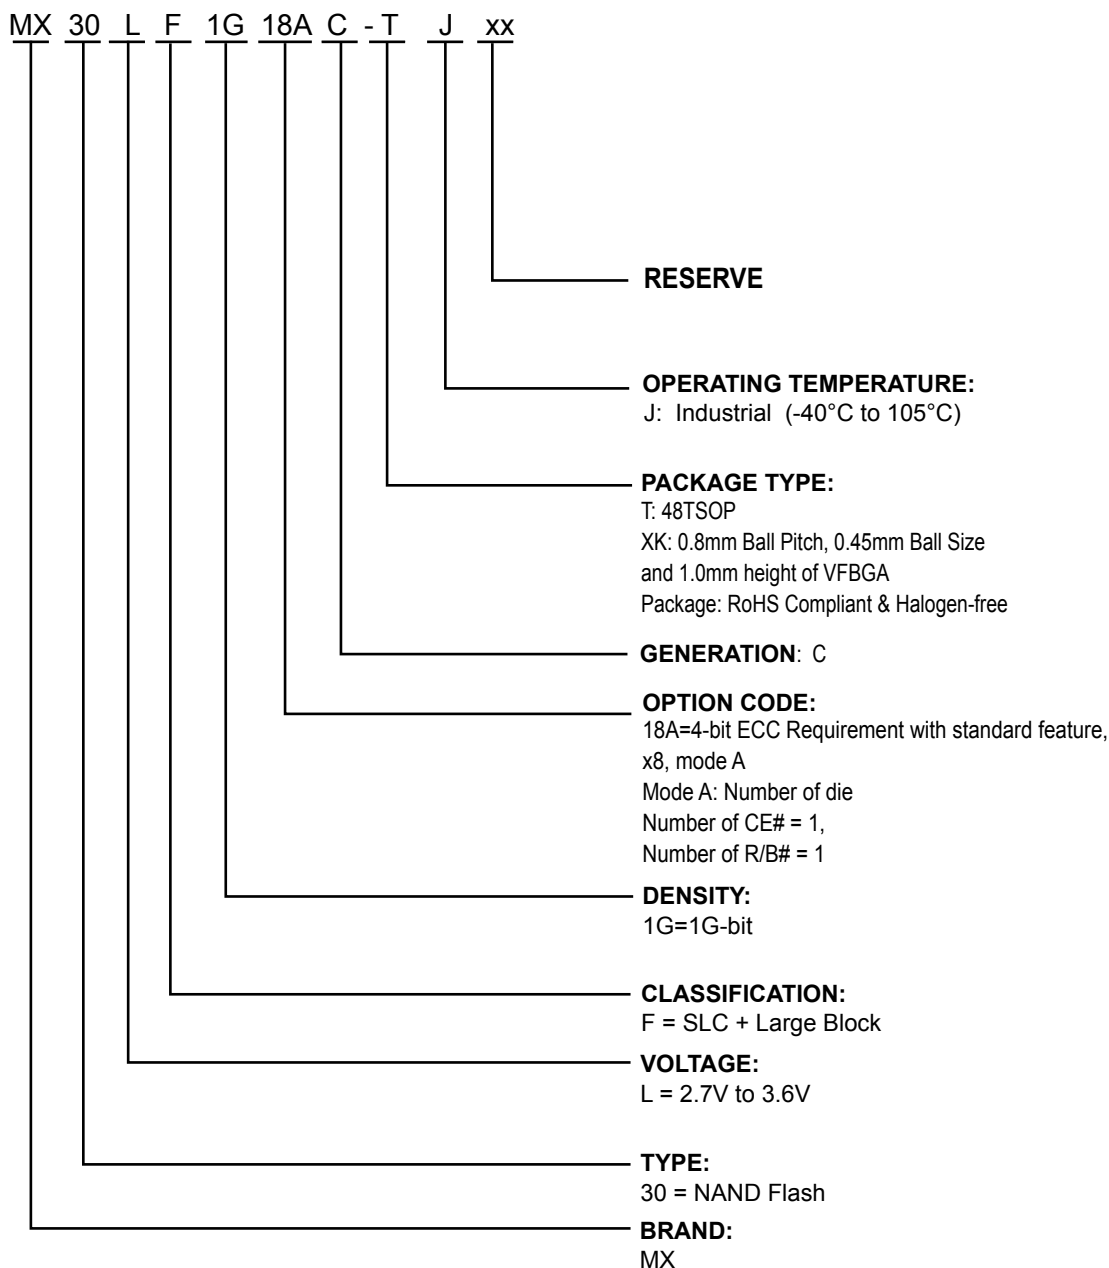 MX 30 L F 1G 18A C - T J xx
RESERVE
OPERATING TEMPERATURE:
J: Industrial (-40°C to 105°C)
PACKAGE TYPE:
T: 48TSOP
XK: 0.8mm Ball Pitch, 0.45mm Ball Size
and 1.0mm height of VFBGA
Package: RoHS Compliant & Halogen-free
GENERATION: C
OPTION CODE:
18A=4-bit ECC Requirement with standard feature,
x8, mode A
Mode A: Number of die
Number of CE# = 1,
Number of R/B# = 1
DENSITY:
1G=1G-bit
CLASSIFICATION:
F = SLC + Large Block
VOLTAGE:
L = 2.7V to 3.6V
TYPE:
30 = NAND Flash
BRAND:
MX